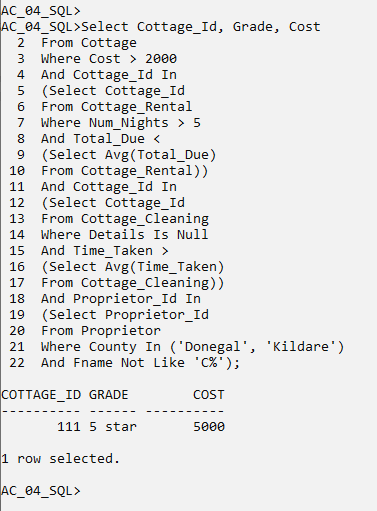 AC_04_SQL>
AC_04_SQL>Select Cottage_Id, Grade, Cost
  2  From Cottage
  3  Where Cost > 2000
  4  And Cottage_Id In
  5  (Select Cottage_Id
  6  From Cottage_Rental
  7  Where Num_Nights > 5
  8  And Total_Due <
  9  (Select Avg(Total_Due)
 10  From Cottage_Rental))
 11  And Cottage_Id In
 12  (Select Cottage_Id
 13  From Cottage_Cleaning
 14  Where Details Is Null
 15  And Time_Taken >
 16  (Select Avg(Time_Taken)
 17  From Cottage_Cleaning))
 18  And Proprietor_Id In
 19  (Select Proprietor_Id
 20  From Proprietor
 21  Where County In ('Donegal', 'Kildare')
 22  And Fname Not Like 'C%');
COTTAGE_ID GRADE        COST
---------- ------ ----------
       111 5 star       5000
1 row selected.
AC_04_SQL>